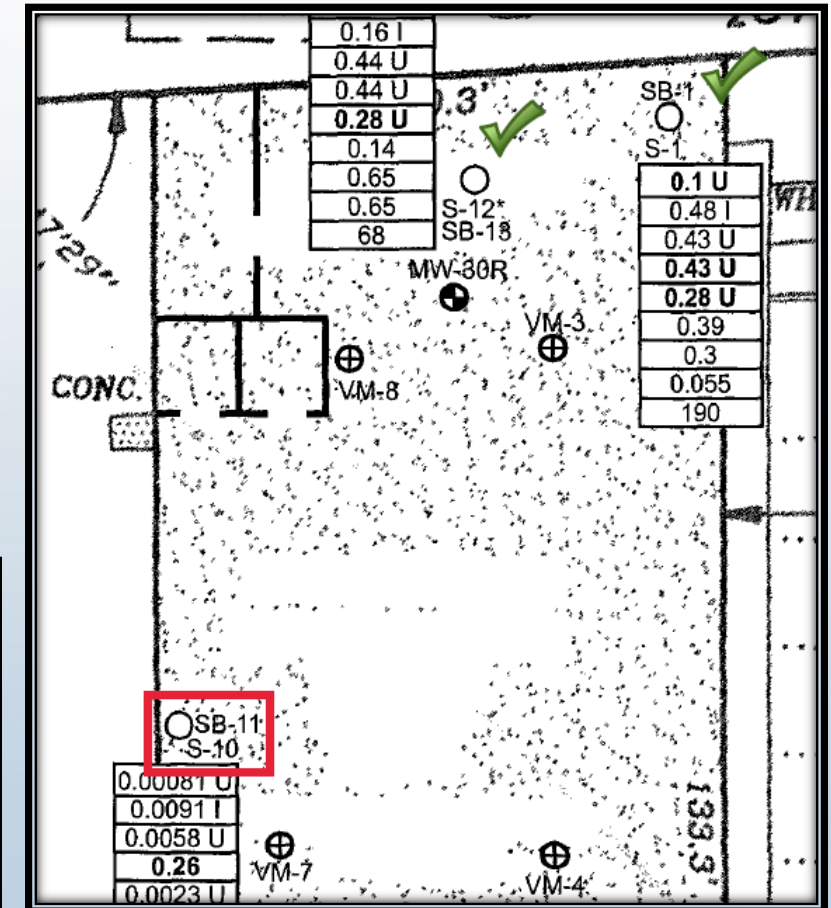 0.16 I
0.44 U
0.44 U
0.28 U
0.14
0.65
0.65
68
SB-1
S-1
0.1 U
0.48 I
0.43 U
0.43 U
0.28 U
0.39
0.3
0.055
190
S-12*
SB-13
MW-30R
VM-3
VM-8
CONC.
7'29"
WH
SB-11
S-10
0.00081 U
0.0091 I
0.0058 U
0.26
0.0023 U
VM-7
VM-4
133.3'